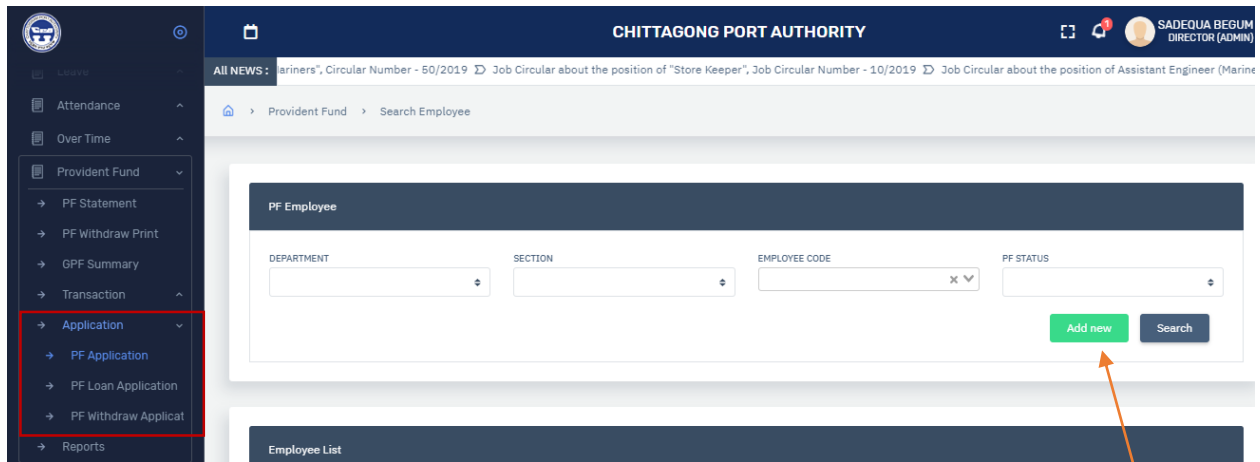 CHITTAGONG PORT AUTHORITY
1
SADEQUA BEGUM
DIRECTOR (ADMIN)
Leave
Attendance
Over Time
Provident Fund
PF Statement
PF Withdraw Print
GPF Summary
Transaction
Application
PF Application
PF Loan Application
PF Withdraw Applicat
Reports
All NEWS : lariners", Circular Number - 50/2019 Job Circular about the position of "Store Keeper", Job Circular Number - 10/2019 Job Circular about the position of Assistant Engineer (Marine
Provident Fund > Search Employee
PF Employee
DEPARTMENT SECTION EMPLOYEE CODE PF STATUS
Add new Search
Employee List